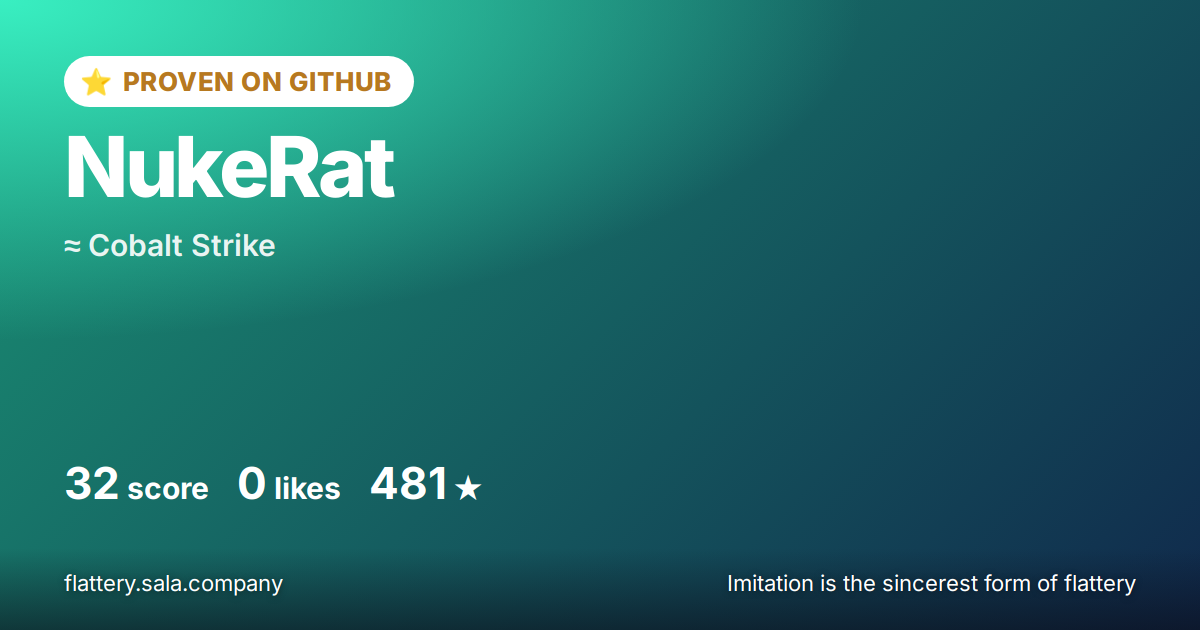 ⭐ PROVEN ON GITHUB
NukeRat
≈ Cobalt Strike
32 score 0 likes 481 ★
flattery.sala.company
Imitation is the sincerest form of flattery